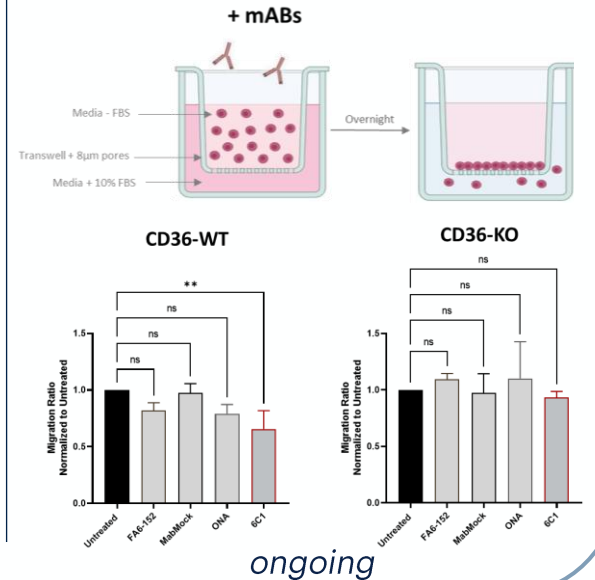 + mABs
Media - FBS
Transwell + 8µm pores
Media + 10% FBS
Overnight
CD36-WT
**
ns
ns
ns
1.5
1.0
0.5
0.0
Migration Ratio
Normalized to Untreated
Untreated
FA6-152
MabMock
ONA
6C1
CD36-KO
ns
ns
ns
ns
1.5
1.0
0.5
0.0
Migration Ratio
Normalized to Untreated
Untreated
FA6-152
MabMock
ONA
6C1
ongoing